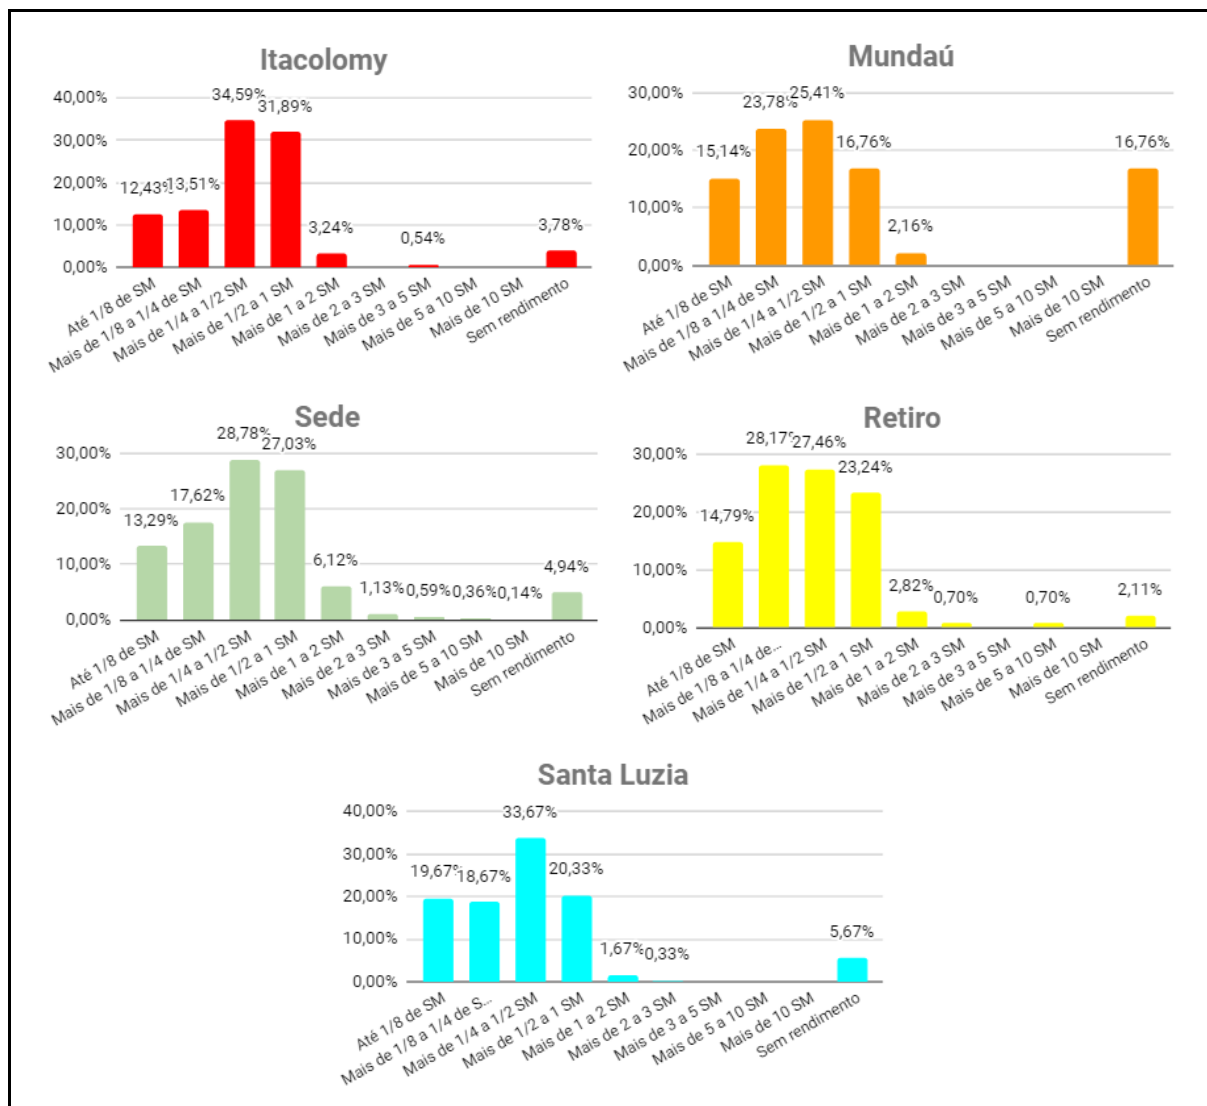 Itacolomy
40,00%
30,00%
20,00%
10,00%
0,00%
12,43%
13,51%
34,59%
31,89%
3,24%
0,54%
3,78%
Até 1/8 de SM
Mais de 1/8 a 1/4 de SM
Mais de 1/4 a 1/2 SM
Mais de 1/2 a 1 SM
Mais de 1 a 2 SM
Mais de 2 a 3 SM
Mais de 3 a 5 SM
Mais de 5 a 10 SM
Mais de 10 SM
Sem rendimento
Mundaú
30,00%
20,00%
10,00%
0,00%
15,14%
23,78%
25,41%
16,76%
2,16%
16,76%
Até 1/8 de SM
Mais de 1/8 a 1/4 de SM
Mais de 1/4 a 1/2 SM
Mais de 1/2 a 1 SM
Mais de 1 a 2 SM
Mais de 2 a 3 SM
Mais de 3 a 5 SM
Mais de 5 a 10 SM
Mais de 10 SM
Sem rendimento
Sede
30,00%
20,00%
10,00%
0,00%
13,29%
17,62%
28,78%
27,03%
6,12%
1,13%
0,59%
0,36%
0,14%
4,94%
Até 1/8 de SM
Mais de 1/8 a 1/4 de SM
Mais de 1/4 a 1/2 SM
Mais de 1/2 a 1 SM
Mais de 1 a 2 SM
Mais de 2 a 3 SM
Mais de 3 a 5 SM
Mais de 5 a 10 SM
Mais de 10 SM
Sem rendimento
Retiro
30,00%
20,00%
10,00%
0,00%
14,79%
28,17%
27,46%
23,24%
2,82%
0,70%
0,70%
2,11%
Até 1/8 de SM
Mais de 1/8 a 1/4 de...
Mais de 1/4 a 1/2 SM
Mais de 1/2 a 1 SM
Mais de 1 a 2 SM
Mais de 2 a 3 SM
Mais de 3 a 5 SM
Mais de 5 a 10 SM
Mais de 10 SM
Sem rendimento
Santa Luzia
40,00%
30,00%
20,00%
10,00%
0,00%
19,67%
18,67%
33,67%
20,33%
1,67%
0,33%
5,67%
Até 1/8 de SM
Mais de 1/8 a 1/4 de S...
Mais de 1/4 a 1/2 SM
Mais de 1/2 a 1 SM
Mais de 1 a 2 SM
Mais de 2 a 3 SM
Mais de 3 a 5 SM
Mais de 5 a 10 SM
Mais de 10 SM
Sem rendimento